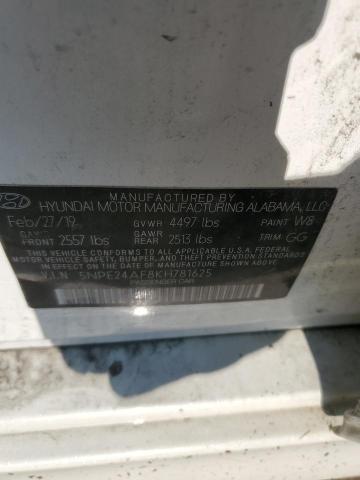 MANUFACTURED BY
HYUNDAI MOTOR MANUFACTURING ALABAMA, LLC
Feb/27/19 GVWR 4497 lbs PAINT W8
GAWR GAWR
FRONT 2557 lbs REAR 2513 lbs TRIM GG
THIS VEHICLE CONFORMS TO ALL APPLICABLE U.S. FEDERAL
MOTOR VEHICLE SAFETY, BUMPER, AND THEFT PREVENTION
STANDARDS IN EFFECT ON THE DATE OF MANUFACTURE SHOWN ABOVE.
V.I.N. 5NPE24AF8KH781625
PASSENGER CAR